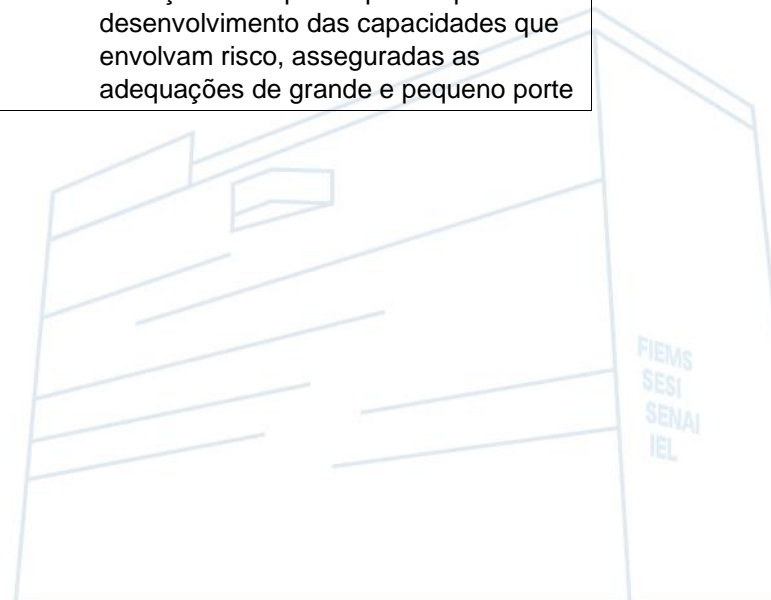 desenvolvimento das capacidades que
envolvam risco, asseguradas as
adequações de grande e pequeno porte
FIEMS
SESI
SENAI
IEL